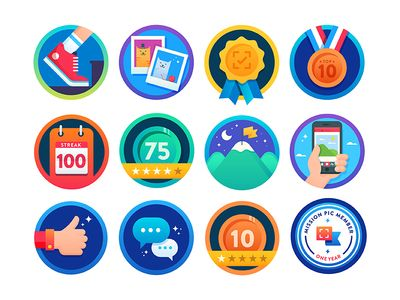 TOP
10
STREAK
100
75
10
MISSION PIC MEMBER
ONE YEAR